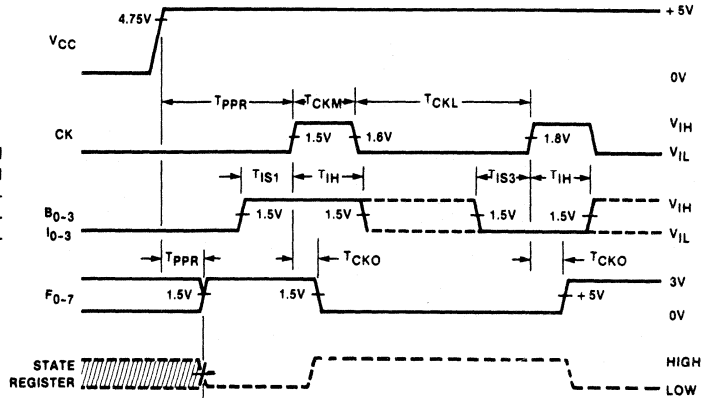 4.75V
+5V
VCC
0V
TPPR
TCKM
TCKL
CK
1.5V
1.6V
1.8V
VIH
VIL
TIS1
TIH
TIS3
TIH
B0-3
I0-3
1.5V
1.5V
1.5V
1.5V
VIH
VIL
TPPR
TCKO
TCKO
F0-7
1.5V
1.5V
+5V
3V
0V
STATE
REGISTER
HIGH
LOW